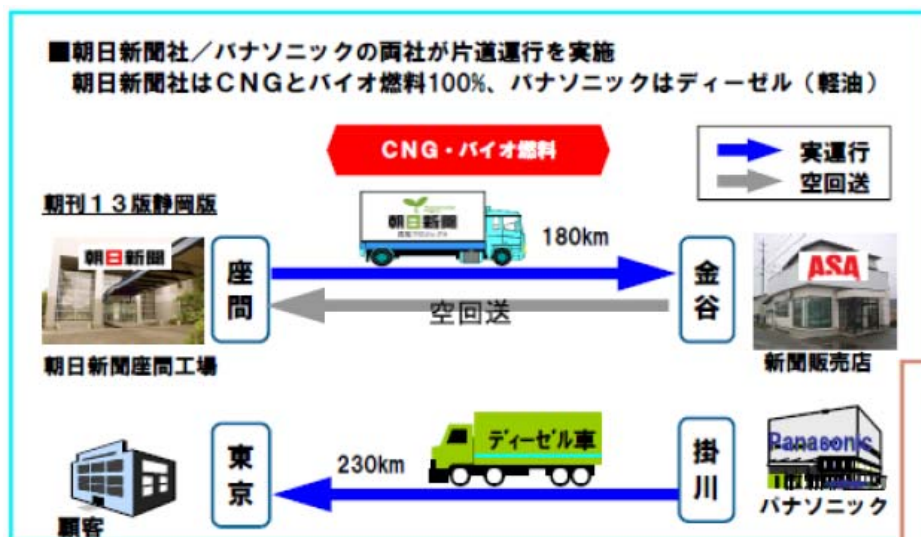 ■朝日新聞社／パナソニックの両社が片道運行を実施
朝日新聞社はCNGとバイオ燃料100%、パナソニックはディーゼル（軽油）
CNG・バイオ燃料
実運行
空回送
朝刊13版静岡版
朝日新聞
朝日新聞
180km
座間
金谷
ASA
空回送
朝日新聞座間工場
新聞販売店
ディーゼル車
東京
230km
掛川
Panasonic
顧客
パナソニック